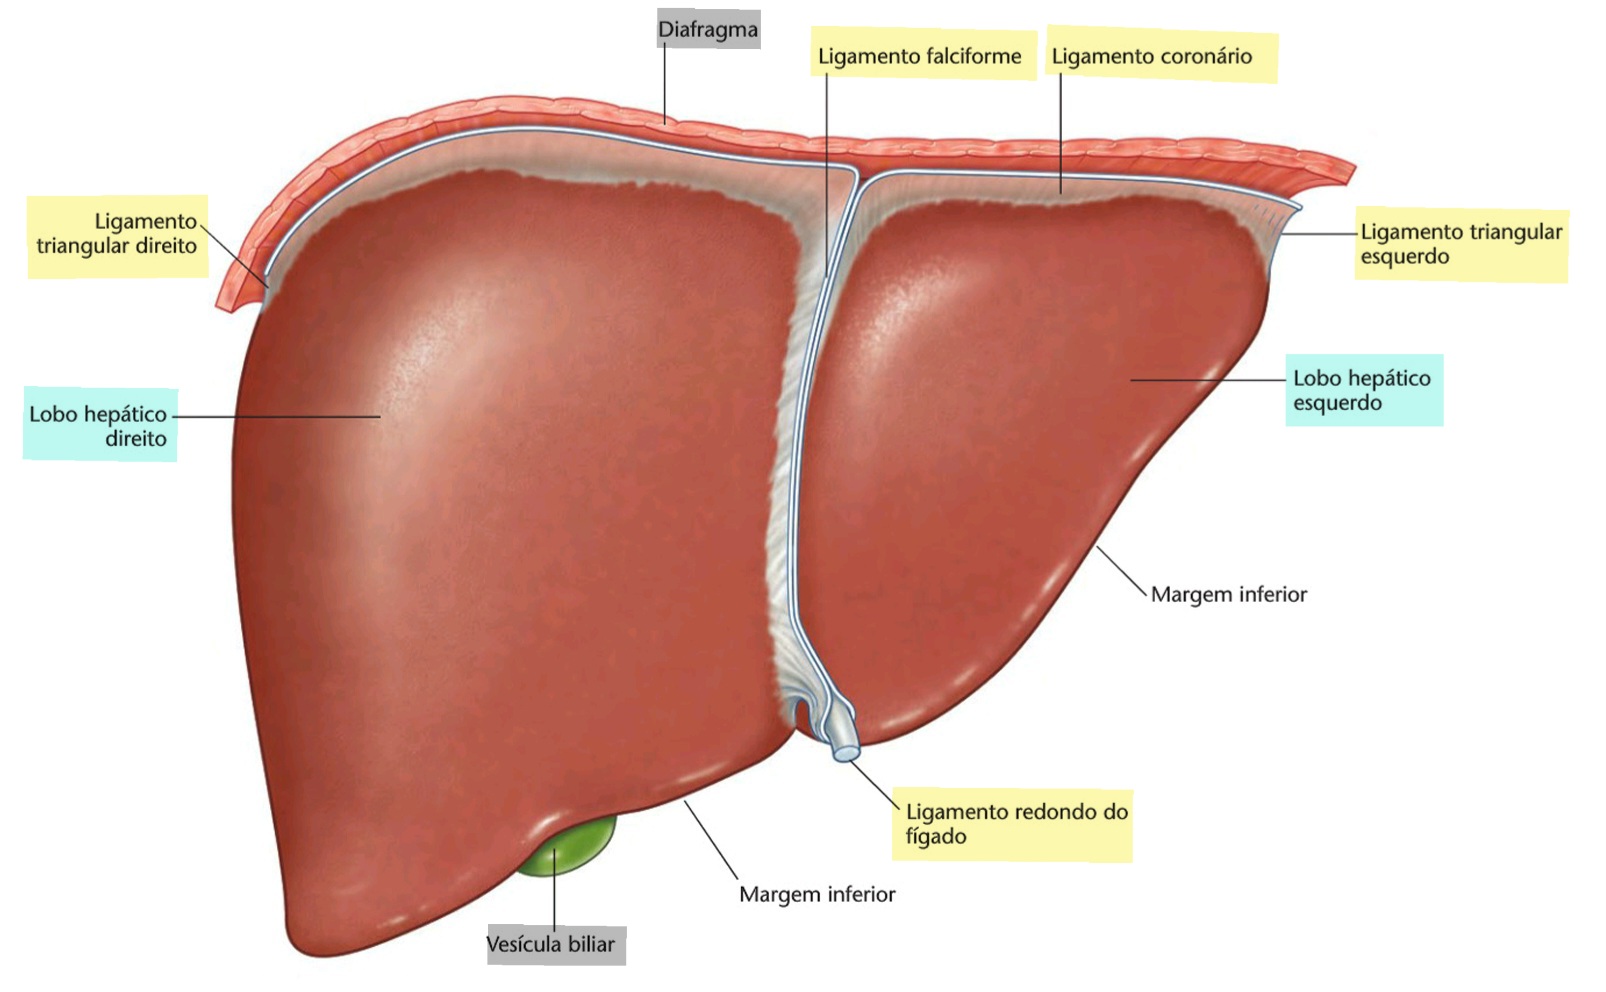 Diafragma
Ligamento falciforme
Ligamento coronário
Ligamento
triangular direito
Ligamento triangular
esquerdo
Lobo hepático
direito
Lobo hepático
esquerdo
Margem inferior
Ligamento redondo do
fígado
Margem inferior
Vesícula biliar